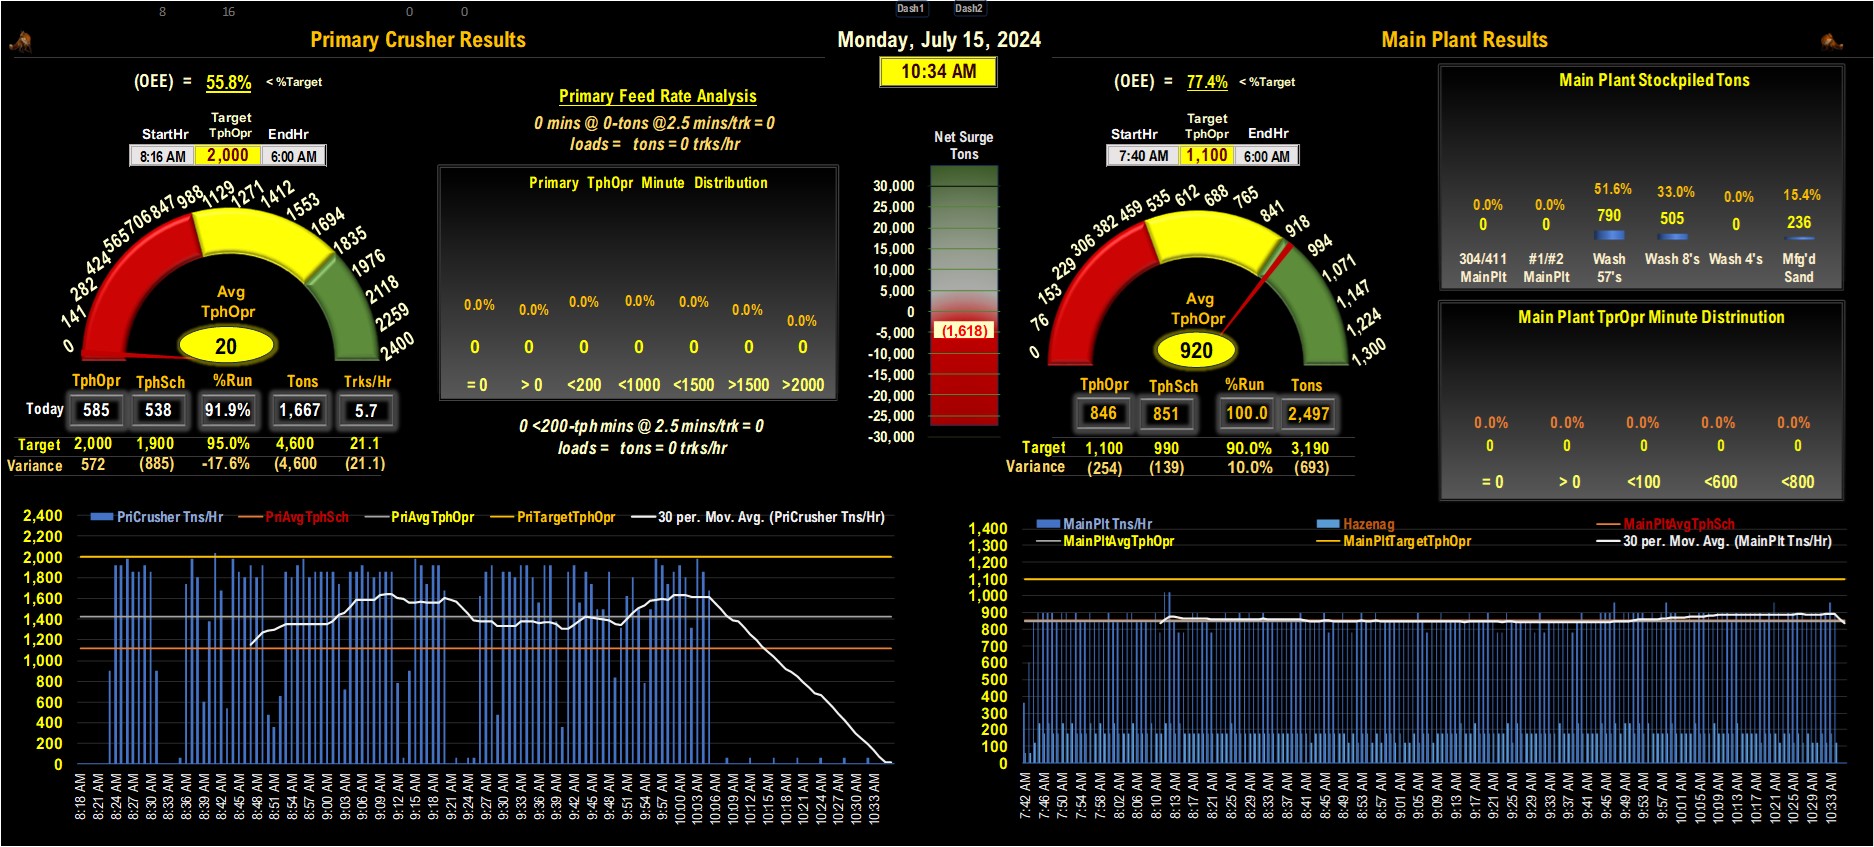 8 16 0 0
Dash1 Dash2
Primary Crusher Results
(OEE) = 55.8% < %Target
StartHr Target TphOpr EndHr
8:16 AM 2,000 6:00 AM
0 141 282 424 565 706 847 988 1129 1271 1412 1553 1694 1835 1976 2118 2259 2400
Avg
TphOpr
20
TphOpr TphSch %Run Tons Trks/Hr
Today 585 538 91.9% 1,667 5.7
Target 2,000 1,900 95.0% 4,600 21.1
Variance 572 (885) -17.6% (4,600 (21.1)
Primary Feed Rate Analysis
0 mins @ 0-tons @2.5 mins/trk = 0
loads = tons = 0 trks/hr
Primary TphOpr Minute Distribution
0.0% 0.0% 0.0% 0.0% 0.0% 0.0% 0.0%
0 0 0 0 0 0 0
= 0 > 0 <200 <1000 <1500 >1500 >2000
0 <200-tph mins @ 2.5 mins/trk = 0
loads = tons = 0 trks/hr
Monday, July 15, 2024
10:34 AM
Net Surge
Tons
30,000
25,000
20,000
15,000
10,000
5,000
0
-5,000
-10,000
-15,000
-20,000
-25,000
-30,000
(1,618)
Main Plant Results
(OEE) = 77.4% < %Target
StartHr Target TphOpr EndHr
7:40 AM 1,100 6:00 AM
0 76 153 229 306 382 459 535 612 688 765 841 918 994 1,071 1,147 1,224 1,300
Avg
TphOpr
920
TphOpr TphSch %Run Tons
846 851 100.0 2,497
Target 1,100 990 90.0% 3,190
Variance (254) (139) 10.0% (693)
Main Plant Stockpiled Tons
0.0% 0.0% 51.6% 33.0% 0.0% 15.4%
0 0 790 505 0 236
304/411 #1/#2 Wash Wash 8's Wash 4's Mfg'd
MainPlt MainPlt 57's Sand
Main Plant TprOpr Minute Distrinution
0.0% 0.0% 0.0% 0.0% 0.0%
0 0 0 0 0
= 0 > 0 <100 <600 <800
PriCrusher Tns/Hr PriAvgTphSch PriAvgTphOpr PriTargetTphOpr 30 per. Mov. Avg. (PriCrusher Tns/Hr)
2,400
2,200
2,000
1,800
1,600
1,400
1,200
1,000
800
600
400
200
0
8:18 AM 8:21 AM 8:24 AM 8:27 AM 8:30 AM 8:33 AM 8:36 AM 8:39 AM 8:42 AM 8:45 AM 8:48 AM 8:51 AM 8:54 AM 8:57 AM 9:00 AM 9:03 AM 9:06 AM 9:09 AM 9:12 AM 9:15 AM 9:18 AM 9:21 AM 9:24 AM 9:27 AM 9:30 AM 9:33 AM 9:36 AM 9:39 AM 9:42 AM 9:45 AM 9:48 AM 9:51 AM 9:54 AM 9:57 AM 10:00 AM 10:03 AM 10:06 AM 10:09 AM 10:12 AM 10:15 AM 10:18 AM 10:21 AM 10:24 AM 10:27 AM 10:30 AM 10:33 AM
MainPlt Tns/Hr Hazenag MainPltAvgTphSch
MainPltAvgTphOpr MainPltTargetTphOpr 30 per. Mov. Avg. (MainPlt Tns/Hr)
1,400
1,300
1,200
1,100
1,000
900
800
700
600
500
400
300
200
100
0
7:42 AM 7:46 AM 7:50 AM 7:54 AM 7:58 AM 8:02 AM 8:06 AM 8:10 AM 8:13 AM 8:17 AM 8:21 AM 8:25 AM 8:29 AM 8:33 AM 8:37 AM 8:41 AM 8:45 AM 8:49 AM 8:53 AM 8:57 AM 9:01 AM 9:05 AM 9:09 AM 9:13 AM 9:17 AM 9:21 AM 9:25 AM 9:29 AM 9:33 AM 9:37 AM 9:41 AM 9:45 AM 9:49 AM 9:53 AM 9:57 AM 10:01 AM 10:05 AM 10:09 AM 10:13 AM 10:17 AM 10:21 AM 10:25 AM 10:29 AM 10:33 AM